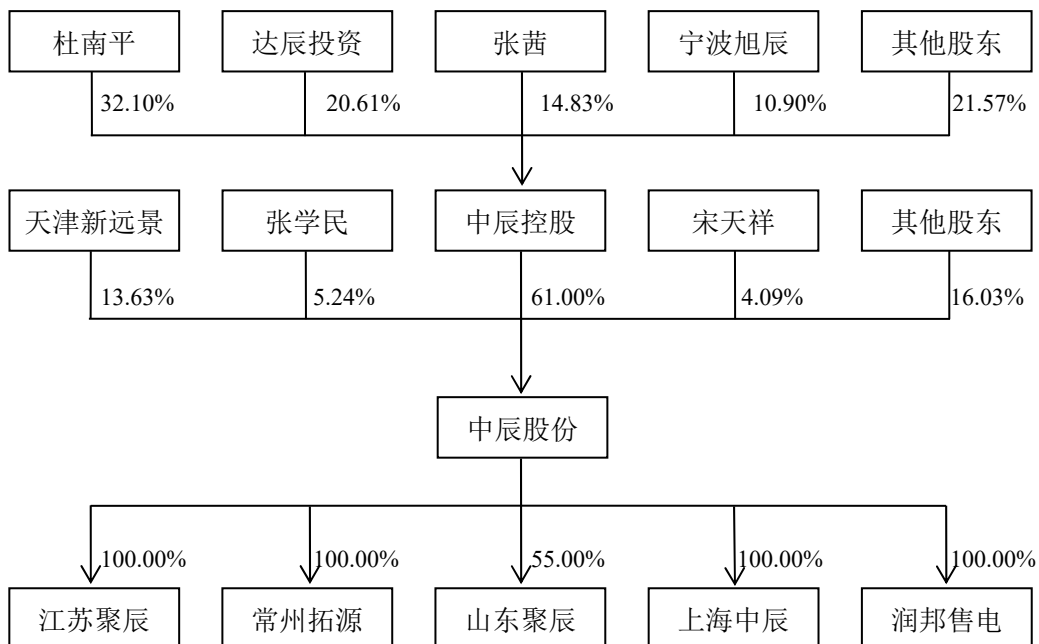 杜南平 达辰投资 张茜 宁波旭辰 其他股东
32.10% 20.61% 14.83% 10.90% 21.57%
天津新远景 张学民 中辰控股 宋天祥 其他股东
13.63% 5.24% 61.00% 4.09% 16.03%
中辰股份
100.00% 100.00% 55.00% 100.00% 100.00%
江苏聚辰 常州拓源 山东聚辰 上海中辰 润邦售电